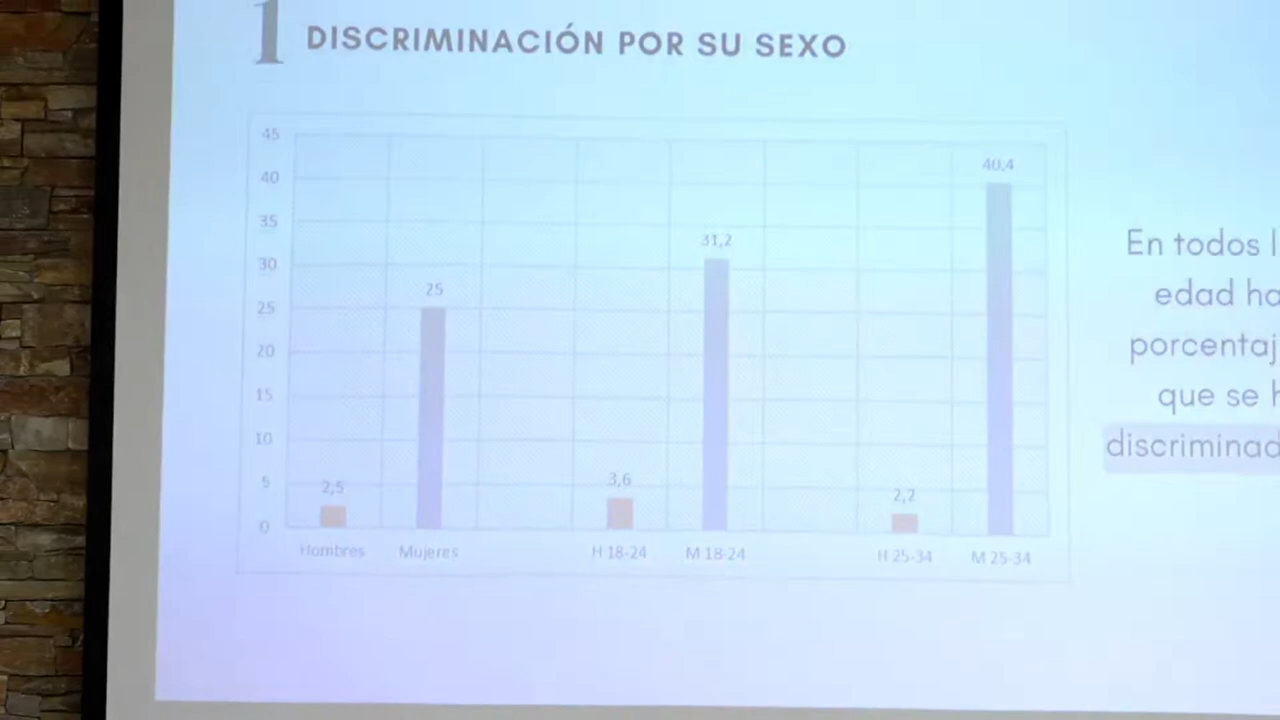 1 DISCRIMINACIÓN POR SU SEXO
45
40
35
30
25
20
15
10
5
0
2,5
25
3,6
31,2
2,2
40,4
Hombres Mujeres H 18-24 M 18-24 H 25-34 M 25-34
En todos l
edad ha
porcentaj
que se h
discriminad